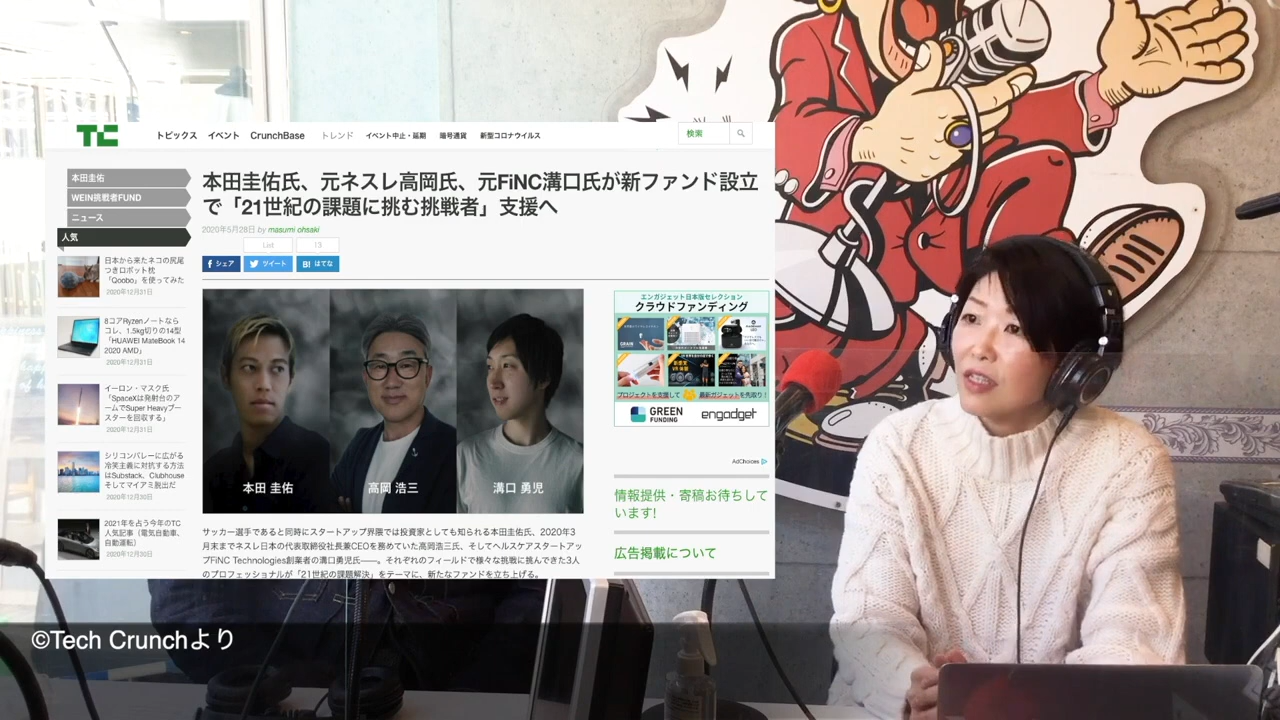 TC
トピックス イベント CrunchBase トレンド イベント中止・延期 暗号通貨 新型コロナウイルス
検索
本田圭佑
WEIN挑戦者FUND
ニュース
人気
日本から来たネコの尻尾
つきロボット枕
「Qoobo」を使ってみた
2020年12月31日
8コアRyzenノートなら
コレ、1.5kg切りの14型
「HUAWEI MateBook 14
2020 AMD」
2020年12月31日
イーロン・マスク氏
「SpaceXは発射台のア
ームでSuper Heavyブー
スターを回収する」
2020年12月31日
シリコンバレーに広がる
冷笑主義に対抗する方法
はSubstack、Clubhouse
そしてマイアミ脱出だ
2020年12月30日
2021年を占う今年のTC
人気記事（電気自動車、
自動運転）
2020年12月30日
本田圭佑氏、元ネスレ高岡氏、元FiNC溝口氏が新ファンド設立
で「21世紀の課題に挑む挑戦者」支援へ
2020年5月28日 by masumi ohsaki
List 13
シェア ツイート B! はてな
本田 圭佑 高岡 浩三 溝口 勇児
サッカー選手であると同時にスタートアップ界隈では投資家としても知られる本田圭佑氏、2020年3
月末までネスレ日本の代表取締役社長兼CEOを務めていた高岡浩三氏、そしてヘルスケアスタートアッ
プFiNC Technologies創業者の溝口勇児氏——。それぞれのフィールドで様々な挑戦に挑んできた3人
のプロフェッショナルが「21世紀の課題解決」をテーマに、新たなファンドを立ち上げる。
エンガジェット日本版セレクション
クラウドファンディング
プロジェクトを支援して 最新ガジェットを先取り！
GREEN
FUNDING
engadget
AdChoices
情報提供・寄稿お待ちして
います!
広告掲載について
©Tech Crunchより